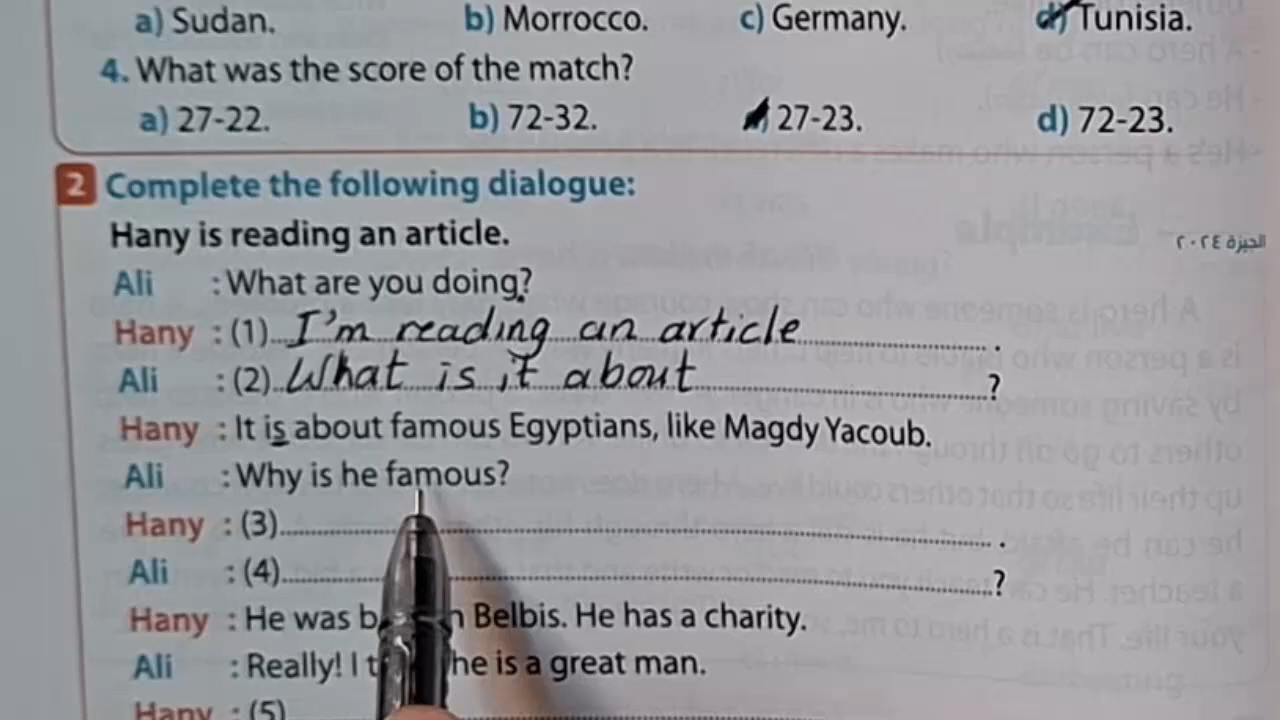 a) Sudan. b) Morrocco. c) Germany. d) Tunisia.
4. What was the score of the match?
a) 27-22. b) 72-32. c) 27-23. d) 72-23.
2 Complete the following dialogue:
Hany is reading an article.
الجيزة ٢٠٢٤
Ali : What are you doing?
Hany : (1) I'm reading an article .
Ali : (2) What is it about ?
Hany : It is about famous Egyptians, like Magdy Yacoub.
Ali : Why is he famous?
Hany : (3) .
Ali : (4) ?
Hany : He was Belbis. He has a charity.
Ali : Really! I he is a great man.
Hany : (5)